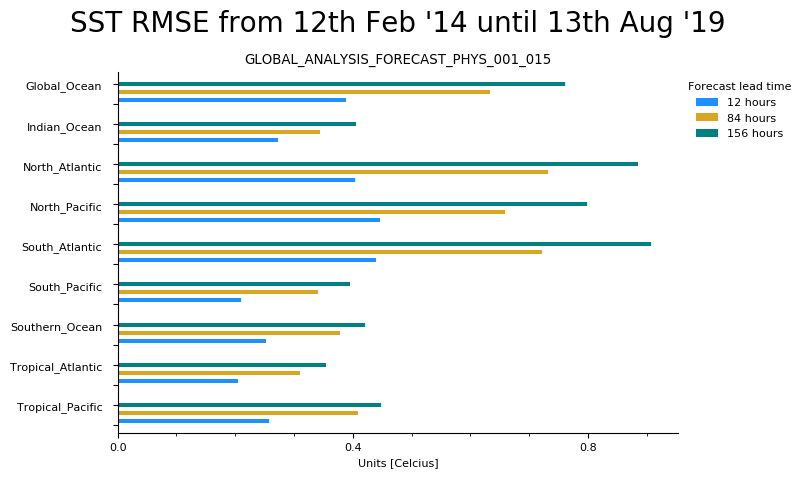 SST RMSE from 12th Feb '14 until 13th Aug '19
GLOBAL_ANALYSIS_FORECAST_PHYS_001_015
Forecast lead time
12 hours
84 hours
156 hours
Global_Ocean
Indian_Ocean
North_Atlantic
North_Pacific
South_Atlantic
South_Pacific
Southern_Ocean
Tropical_Atlantic
Tropical_Pacific
0.0 0.4 0.8
Units [Celcius]